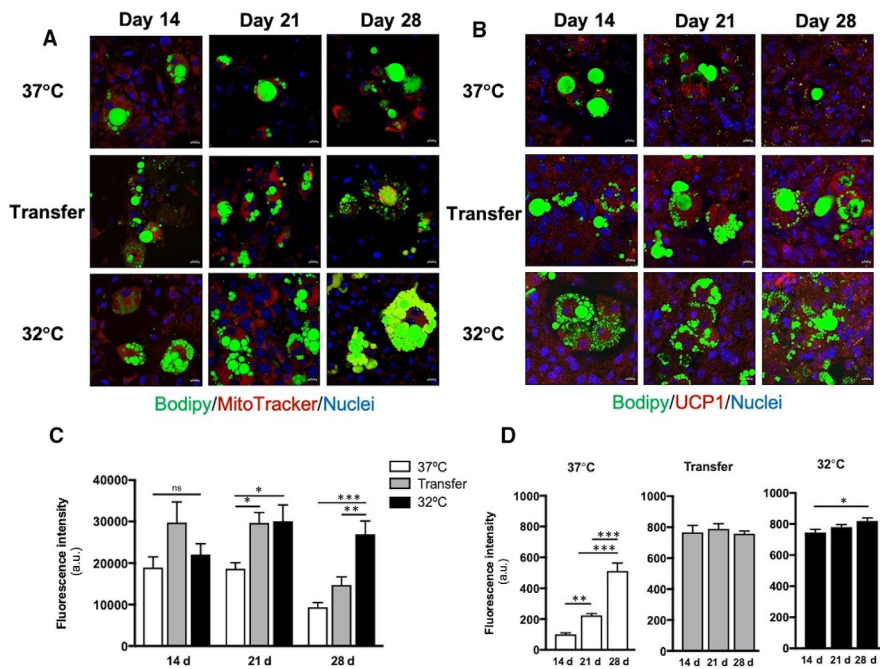 A
Day 14 Day 21 Day 28
37°C
Transfer
32°C
Bodipy/MitoTracker/Nuclei
B
Day 14 Day 21 Day 28
37°C
Transfer
32°C
Bodipy/UCP1/Nuclei
C
Fluorescence intensity
(a.u.)
40000
30000
20000
10000
0
ns
* *
*** **
14 d 21 d 28 d
37ºC
Transfer
32ºC
D
37°C Transfer 32°C
Fluorescence intensity
(a.u.)
1000
800
600
400
200
0
** *** ***
14 d 21 d 28 d
1000
800
600
400
200
0
14 d 21 d 28 d
1000
800
600
400
200
0
*
14 d 21 d 28 d